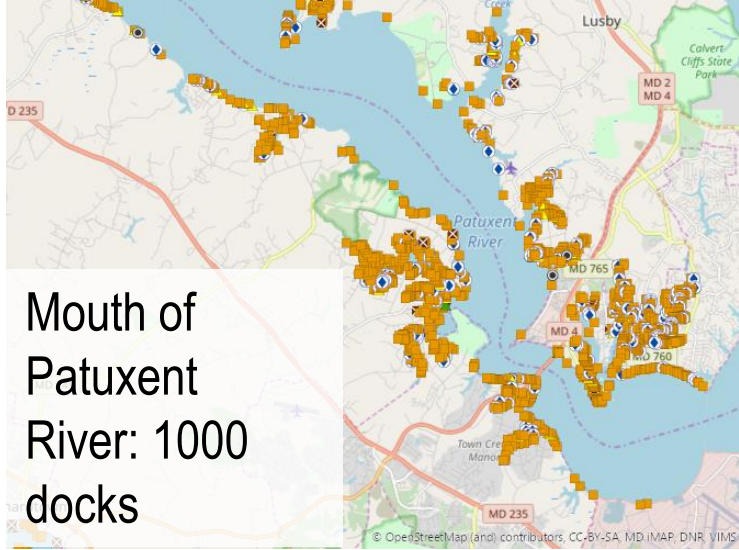 Creek
Lusby
Calvert
Cliffs State
Park
MD 2
MD 4
D 235
Patuxent
River
MD 765
MD 4
MD 760
Mouth of
Patuxent
River: 1000
docks
Town Cre
Manor
MD 235
© OpenStreetMap (and) contributors, CC-BY-SA, MD iMAP, DNR, VIMS